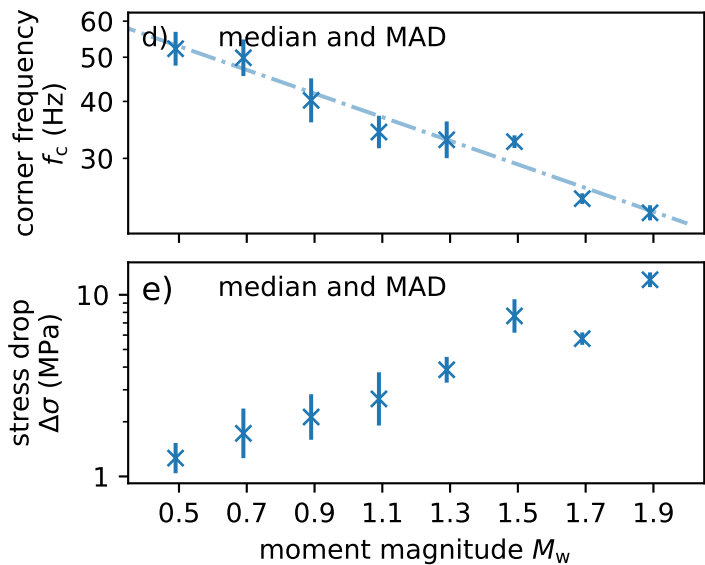 d) median and MAD
60
50
40
30
corner frequency
f_c (Hz)
e) median and MAD
10
1
stress drop
Δσ (MPa)
0.5 0.7 0.9 1.1 1.3 1.5 1.7 1.9
moment magnitude M_w